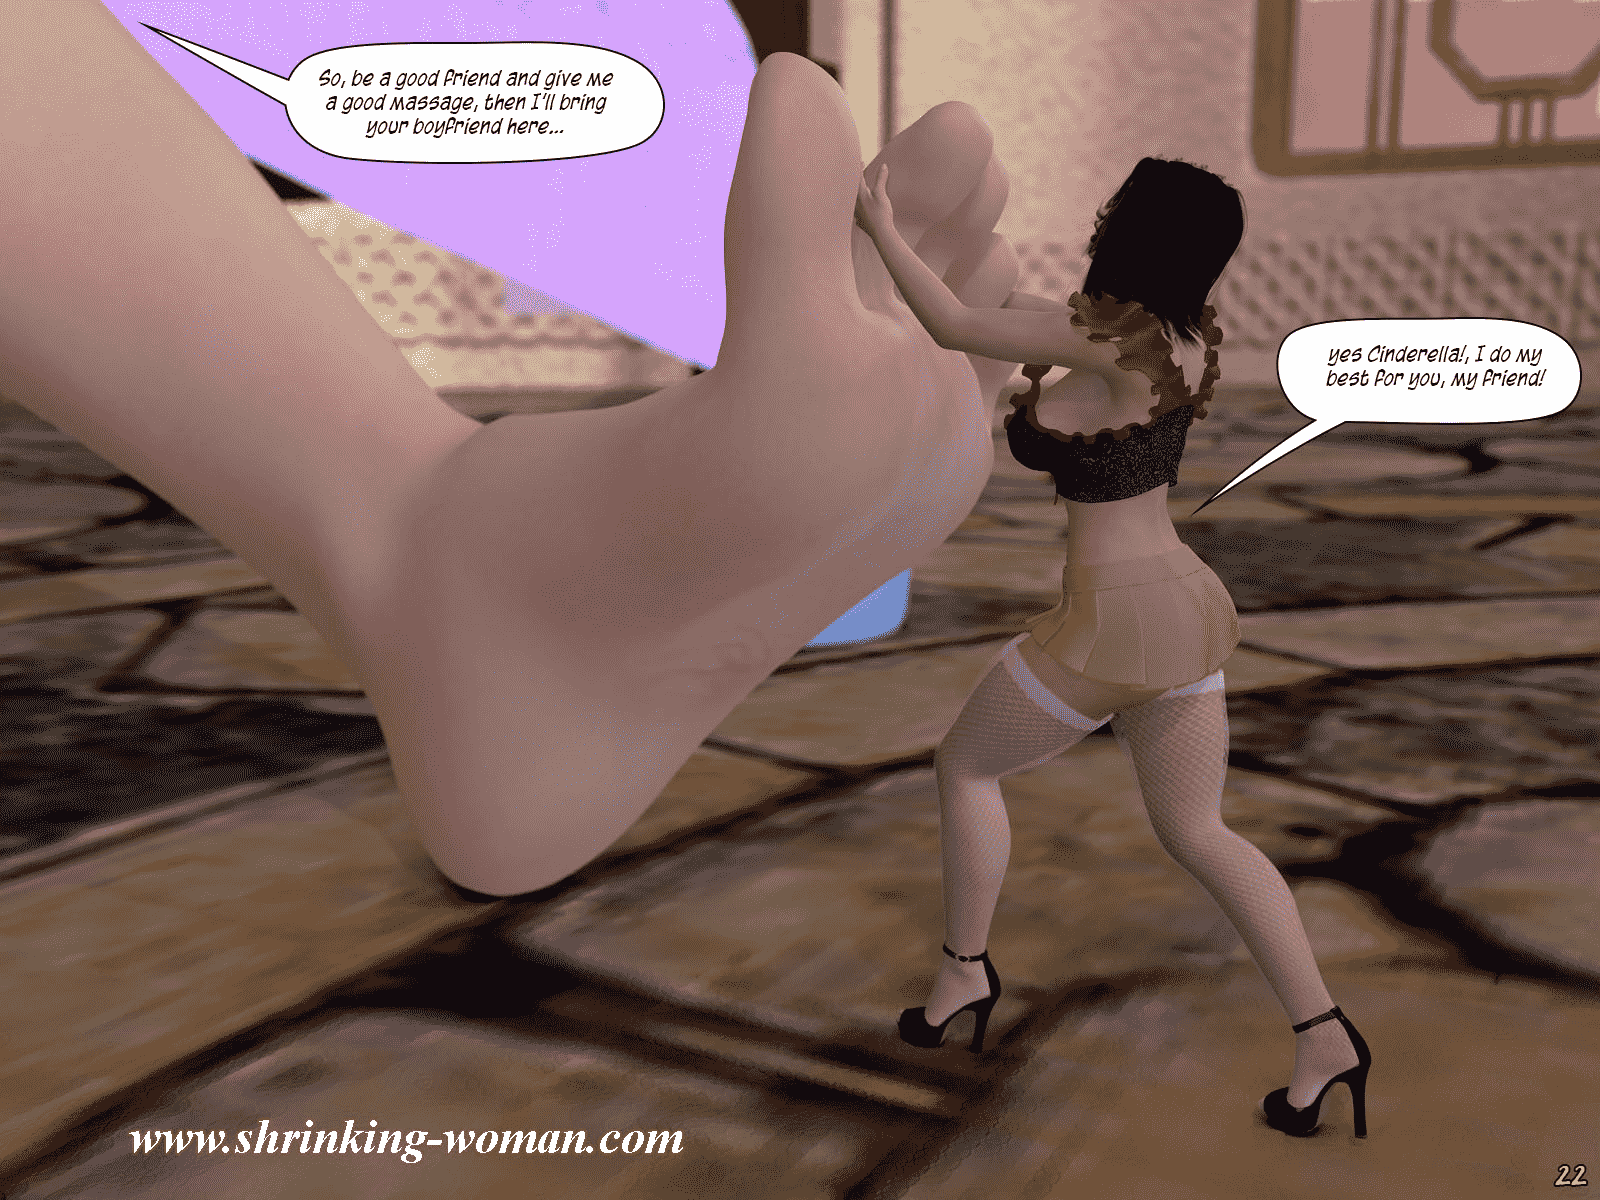 So, be a good friend and give me
a good massage, then I'll bring
your boyfriend here...
yes Cinderella!, I do my
best for you, my friend!
www.shrinking-woman.com
22